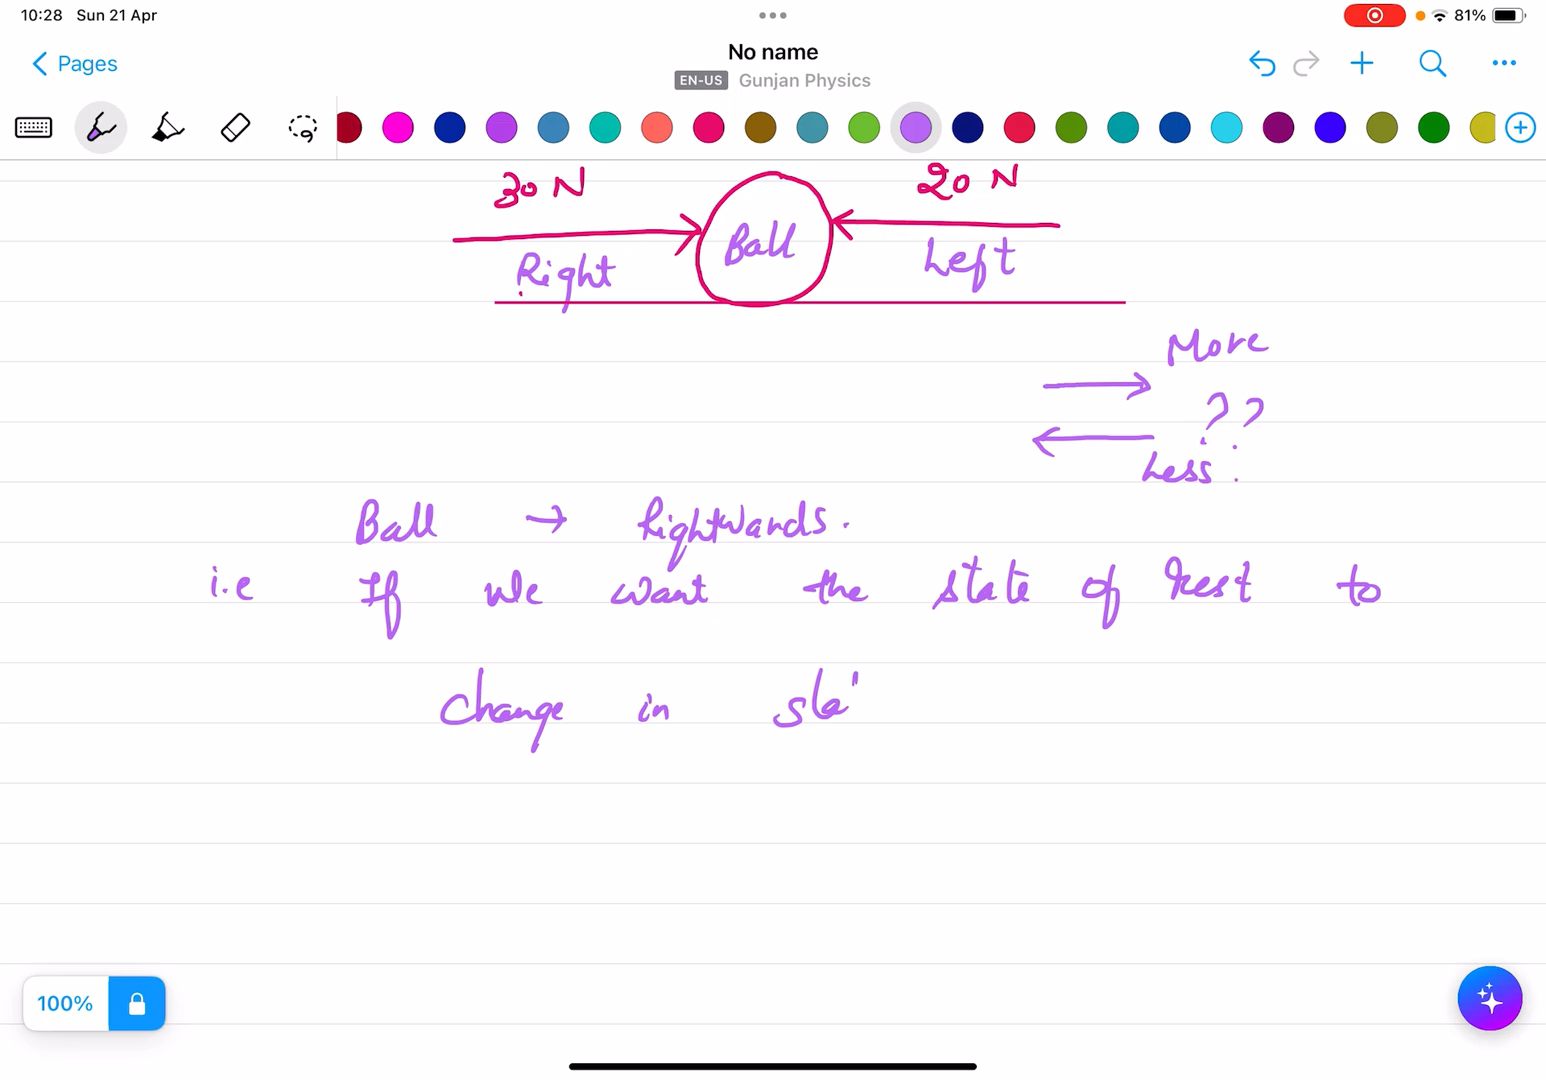 10:28 Sun 21 Apr
81%
Pages
No name
EN-US Gunjan Physics
30 N
20 N
Ball
Right
Left
More
??
Less
Ball → Rightwards.
i.e If we want the state of Rest to
change in sta
100%